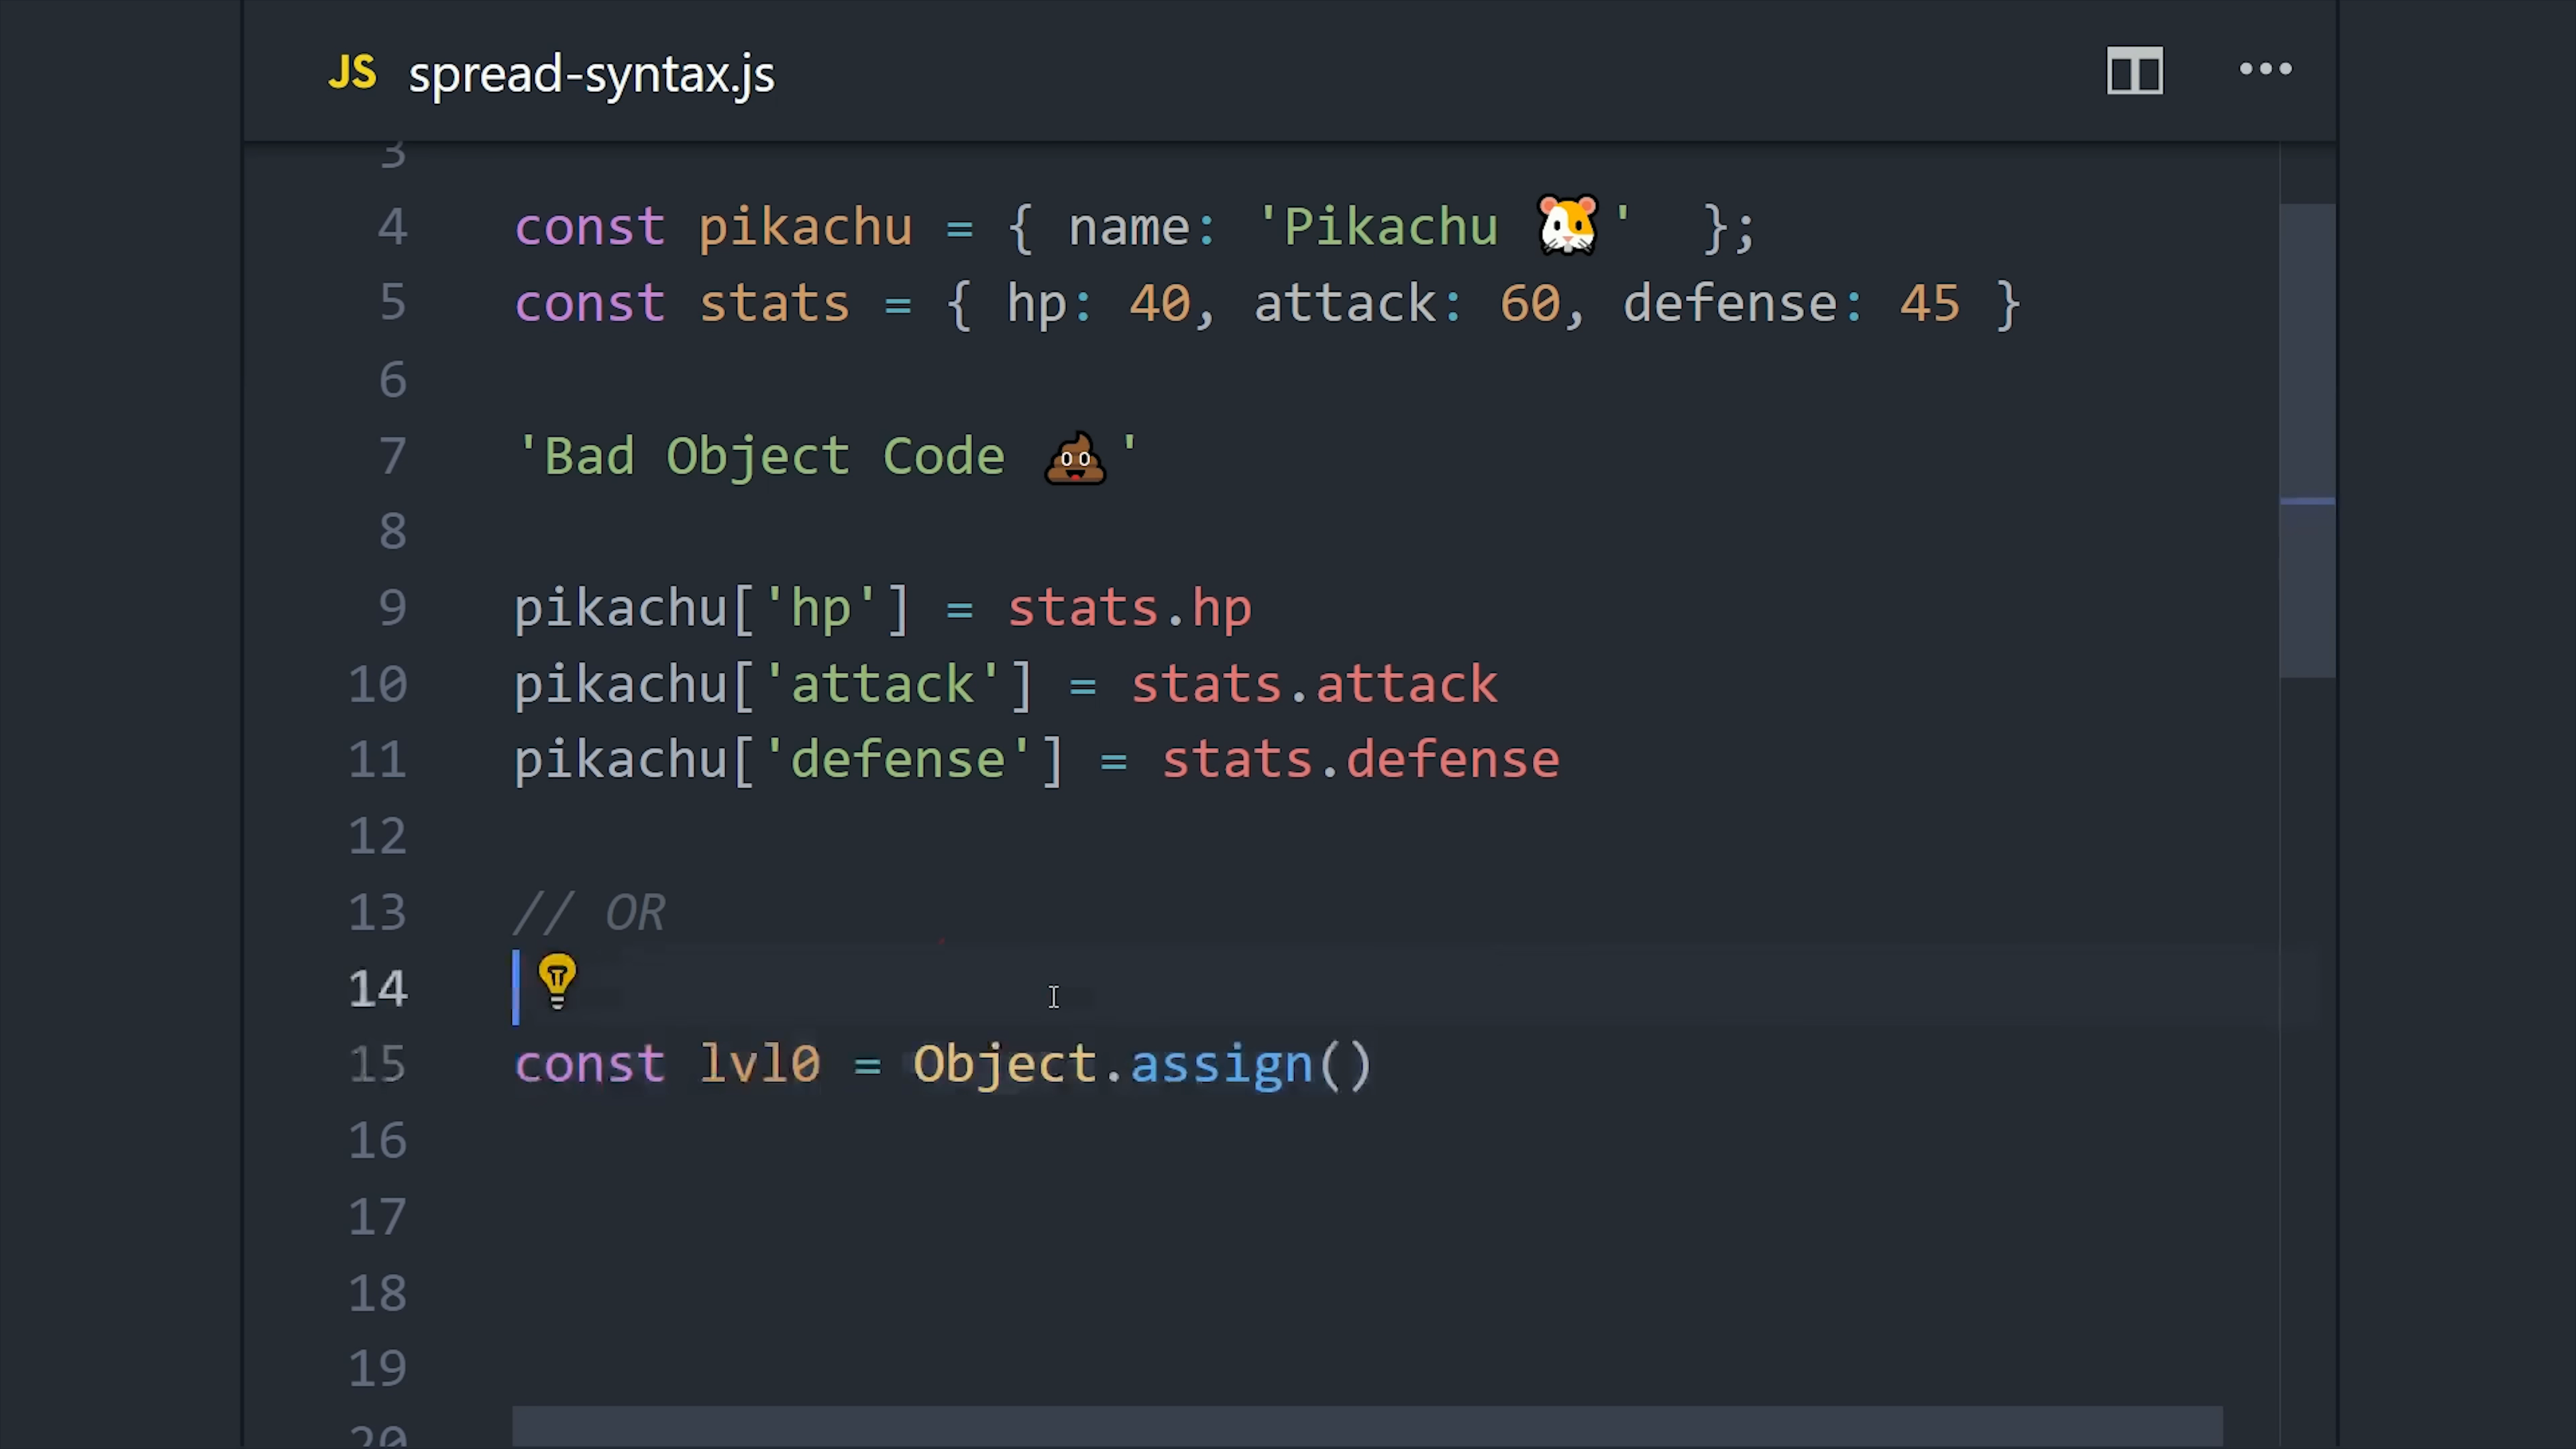 JS spread-syntax.js
3
4 const pikachu = { name: 'Pikachu 🐹'  };
5 const stats = { hp: 40, attack: 60, defense: 45 }
6
7 'Bad Object Code 💩'
8
9 pikachu['hp'] = stats.hp
10 pikachu['attack'] = stats.attack
11 pikachu['defense'] = stats.defense
12
13 // OR
14
15 const lvl0 = Object.assign()
16
17
18
19
20